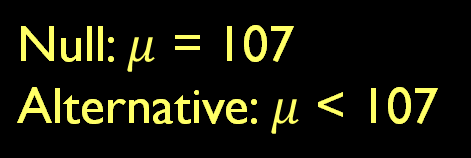 Null: μ = 107
Alternative: μ < 107